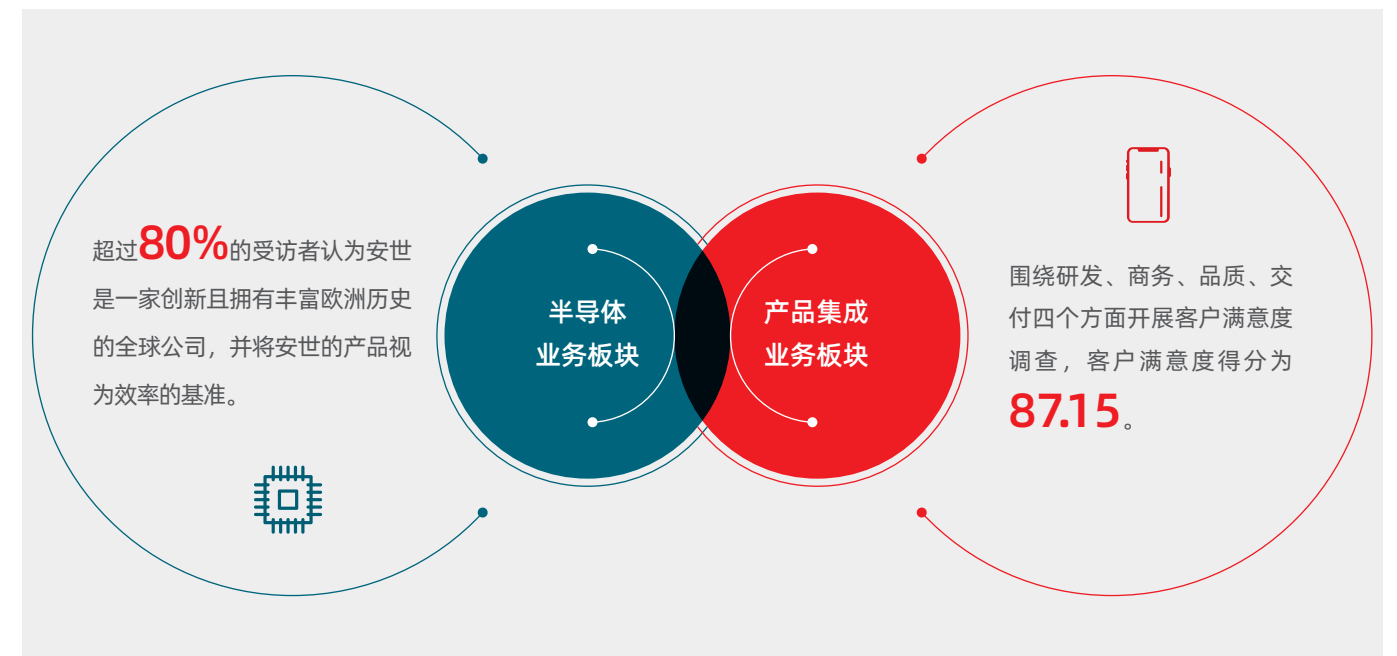 超过80%的受访者认为安世
是一家创新且拥有丰富欧洲历史
的全球公司，并将安世的产品视
为效率的基准。
半导体
业务板块
产品集成
业务板块
围绕研发、商务、品质、交
付四个方面开展客户满意度
调查，客户满意度得分为
87.15。